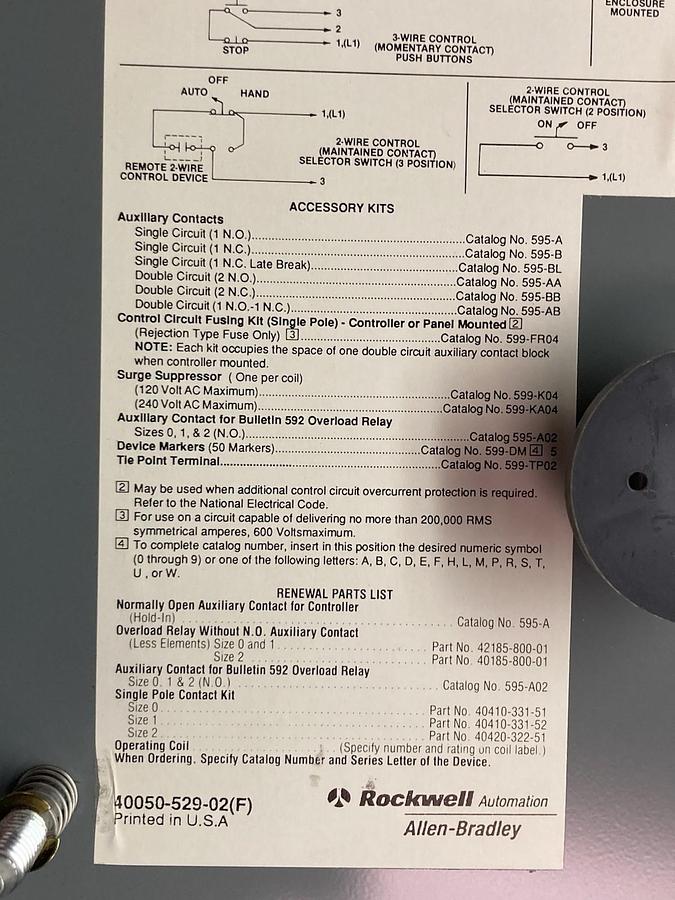 ENCLOSURE
MOUNTED
3
2
1,(L1)
STOP
3-WIRE CONTROL
(MOMENTARY CONTACT)
PUSH BUTTONS
OFF
AUTO HAND
1,(L1)
2-WIRE CONTROL
(MAINTAINED CONTACT)
SELECTOR SWITCH (3 POSITION)
REMOTE 2-WIRE
CONTROL DEVICE
3
2-WIRE CONTROL
(MAINTAINED CONTACT)
SELECTOR SWITCH (2 POSITION)
ON OFF
3
1,(L1)
ACCESSORY KITS
Auxiliary Contacts
Single Circuit (1 N.O.)....Catalog No. 595-A
Single Circuit (1 N.C.)....Catalog No. 595-B
Single Circuit (1 N.C. Late Break)....Catalog No. 595-BL
Double Circuit (2 N.O.)....Catalog No. 595-AA
Double Circuit (2 N.C.)....Catalog No. 595-BB
Double Circuit (1 N.O.-1 N.C.)....Catalog No. 595-AB
Control Circuit Fusing Kit (Single Pole) - Controller or Panel Mounted 2
(Rejection Type Fuse Only) 3....Catalog No. 599-FR04
NOTE: Each kit occupies the space of one double circuit auxiliary contact block
when controller mounted.
Surge Suppressor ( One per coil)
(120 Volt AC Maximum)....Catalog No. 599-K04
(240 Volt AC Maximum)....Catalog No. 599-KA04
Auxiliary Contact for Bulletin 592 Overload Relay
Sizes 0, 1, & 2 (N.O.)....Catalog 595-A02
Device Markers (50 Markers)....Catalog No. 599-DM 4 5
Tie Point Terminal....Catalog No. 599-TP02
2 May be used when additional control circuit overcurrent protection is required.
Refer to the National Electrical Code.
3 For use on a circuit capable of delivering no more than 200,000 RMS
symmetrical amperes, 600 Voltsmaximum.
4 To complete catalog number, insert in this position the desired numeric symbol
(0 through 9) or one of the following letters: A, B, C, D, E, F, H, L, M, P, R, S, T,
U , or W.
RENEWAL PARTS LIST
Normally Open Auxiliary Contact for Controller
(Hold-In)....Catalog No. 595-A
Overload Relay Without N.O. Auxiliary Contact
(Less Elements) Size 0 and 1....Part No. 42185-800-01
Size 2....Part No. 40185-800-01
Auxiliary Contact for Bulletin 592 Overload Relay
Size 0. 1 & 2 (N.O.)....Catalog No. 595-A02
Single Pole Contact Kit
Size 0....Part No. 40410-331-51
Size 1....Part No. 40410-331-52
Size 2....Part No. 40420-322-51
Operating Coil....(Specify number and rating on coil label.)
When Ordering. Specify Catalog Number and Series Letter of the Device.
40050-529-02(F)
Printed in U.S.A
Rockwell Automation
Allen-Bradley